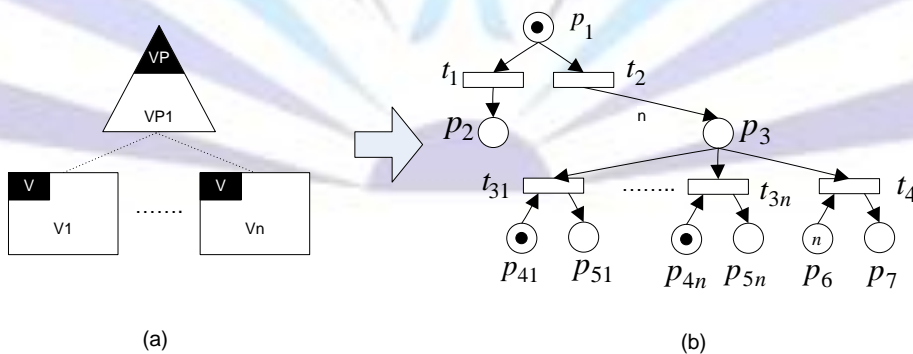 VP
VP1
V
V1
.......
V
Vn
(a)
p1
t1
t2
n
p2
p3
t31
........
t3n
t4
p41
p51
p4n
p5n
n
p6
p7
(b)